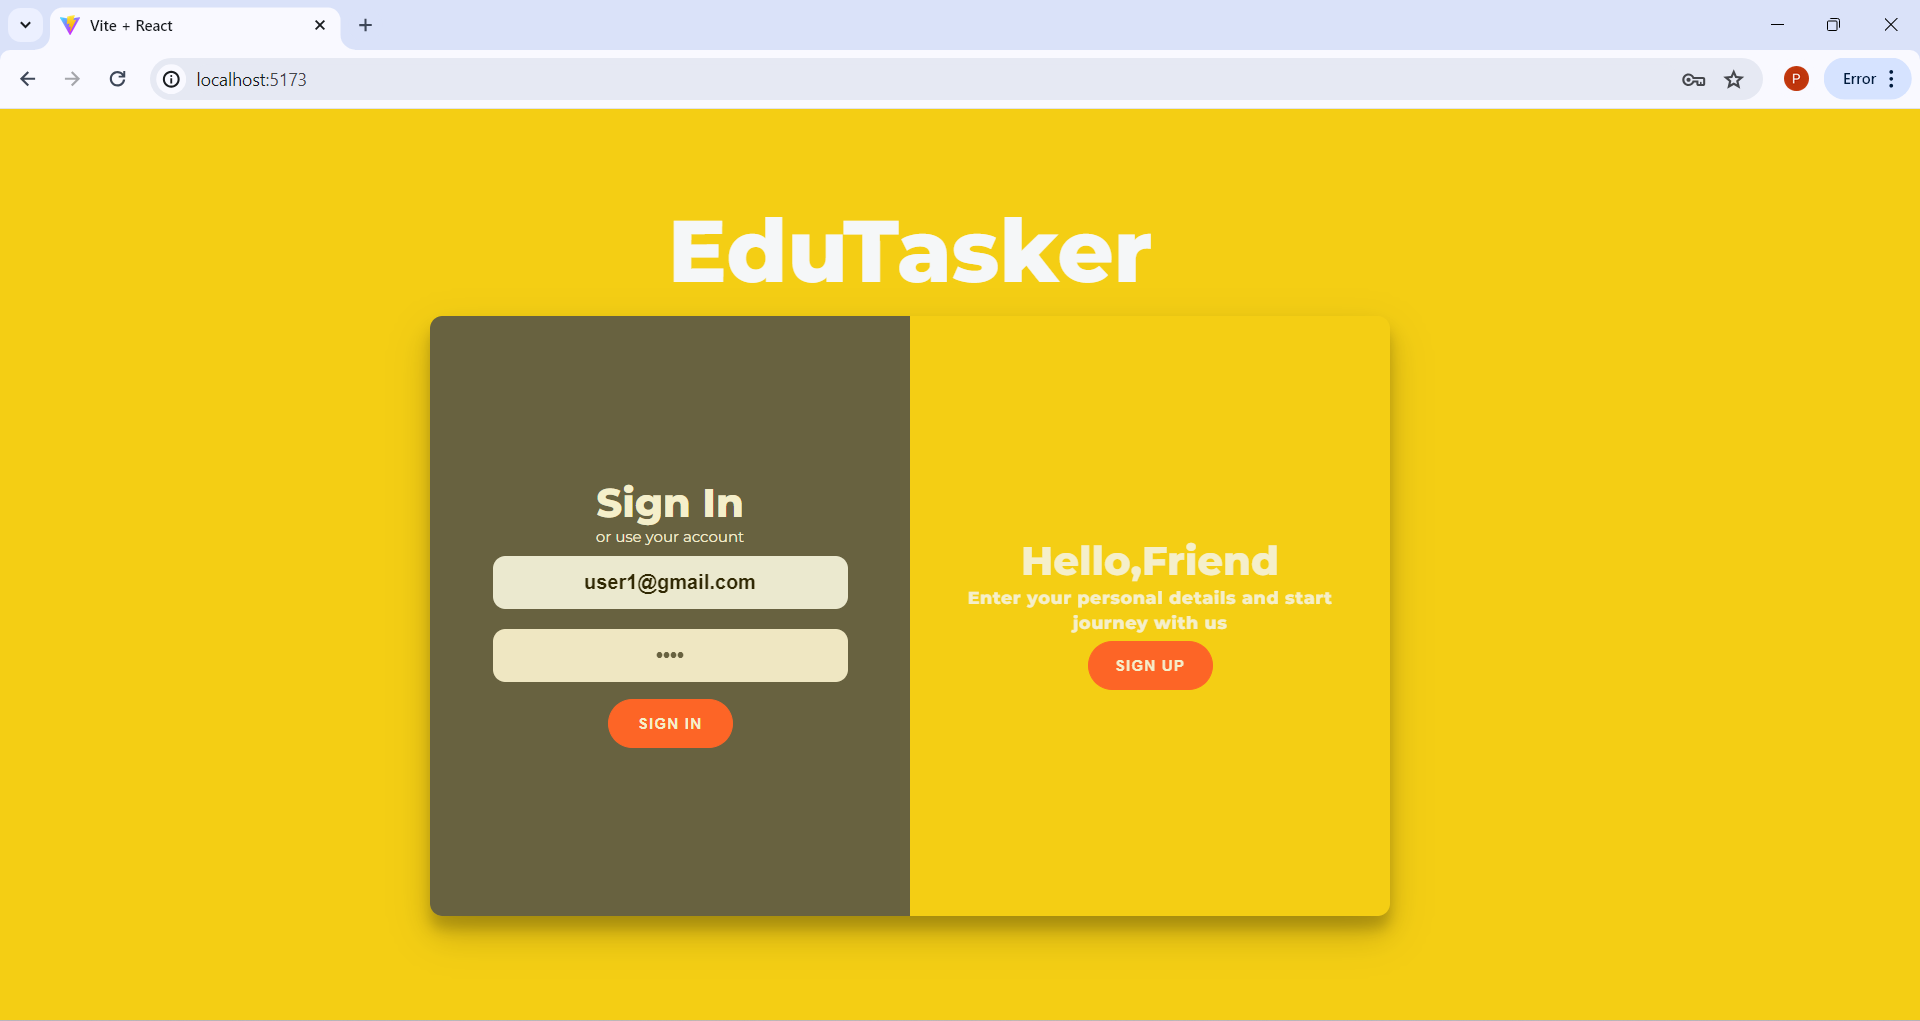 Vite + React
localhost:5173
P
Error
EduTasker
Sign In
or use your account
user1@gmail.com
••••
SIGN IN
Hello,Friend
Enter your personal details and start
journey with us
SIGN UP